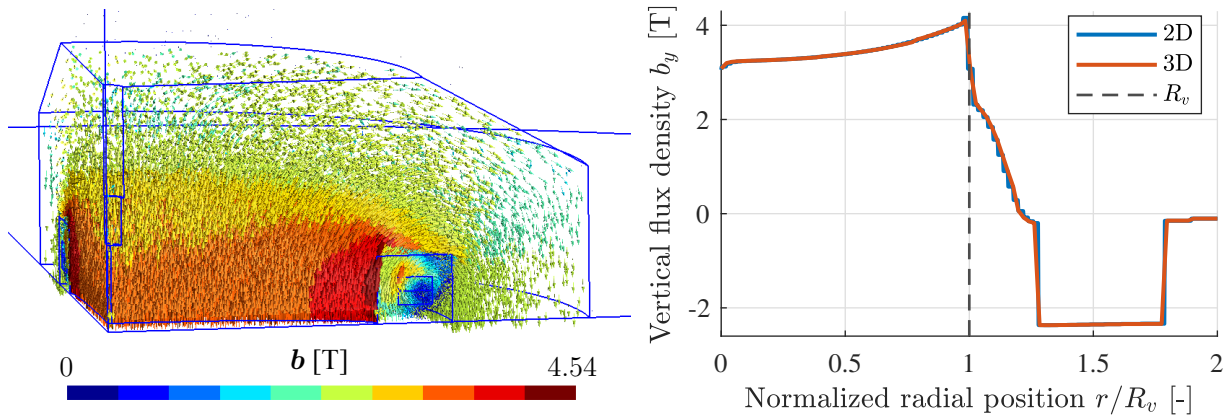 0
b [T]
4.54
Vertical flux density b_y [T]
4
2
0
-2
2D
3D
R_v
0
0.5
1
1.5
2
Normalized radial position r/R_v [-]